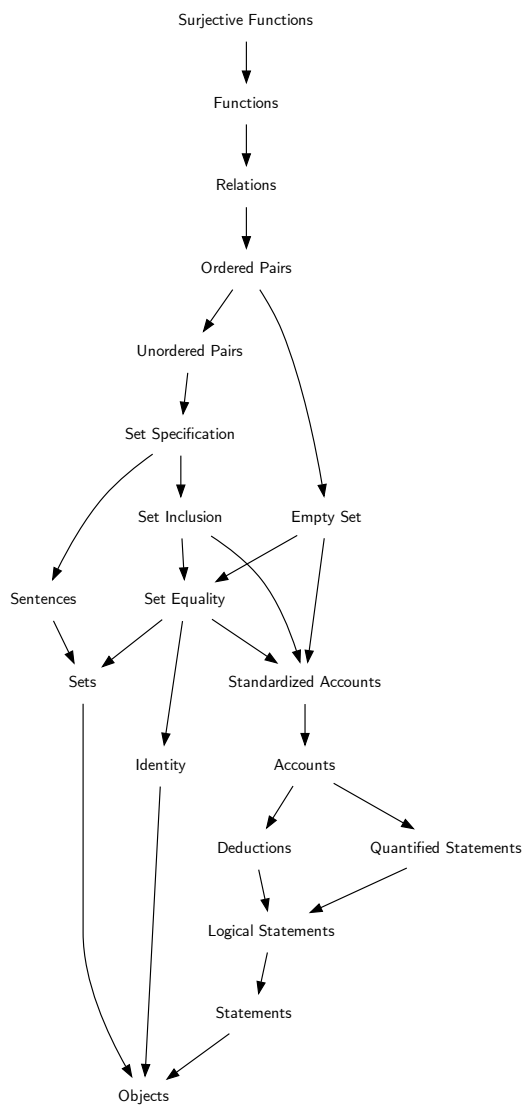 Surjective Functions
Functions
Relations
Ordered Pairs
Unordered Pairs
Set Specification
Set Inclusion
Empty Set
Sentences
Set Equality
Sets
Standardized Accounts
Identity
Accounts
Deductions
Quantified Statements
Logical Statements
Statements
Objects